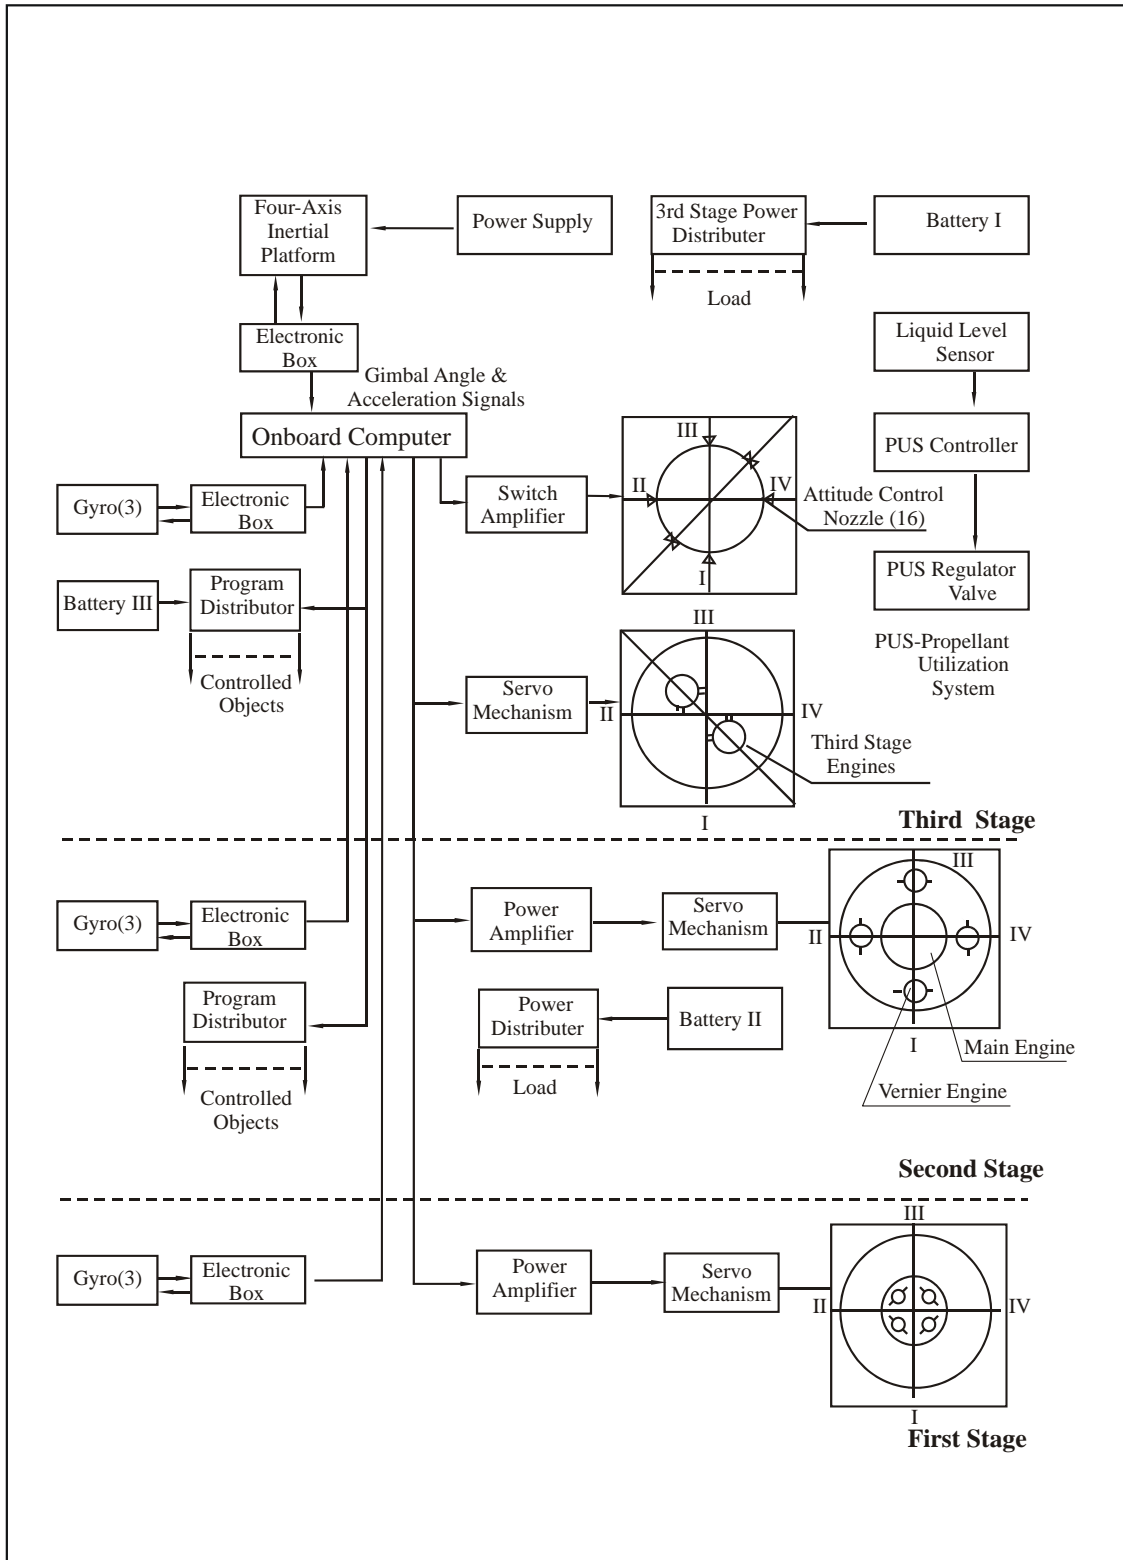 Four-Axis
Inertial
Platform
Power Supply
3rd Stage Power
Distributer
Battery I
Load
Electronic
Box
Liquid Level
Sensor
Gimbal Angle &
Acceleration Signals
Onboard Computer
PUS Controller
Gyro(3)
Electronic
Box
Switch
Amplifier
III
II
IV
I
Attitude Control
Nozzle (16)
PUS Regulator
Valve
Battery III
Program
Distributor
Controlled
Objects
PUS-Propellant
Utilization
System
Servo
Mechanism
III
II
IV
I
Third Stage
Engines
Third Stage
Gyro(3)
Electronic
Box
Power
Amplifier
Servo
Mechanism
III
II
IV
I
Program
Distributor
Controlled
Objects
Power
Distributer
Battery II
Load
Main Engine
Vernier Engine
Second Stage
Gyro(3)
Electronic
Box
Power
Amplifier
Servo
Mechanism
III
II
IV
I
First Stage